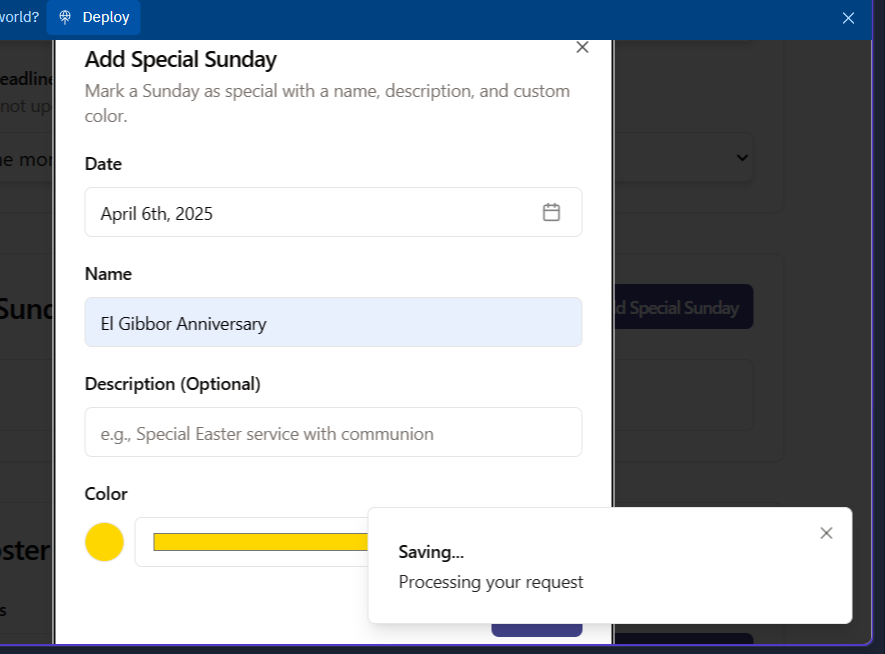 world?
Deploy
Add Special Sunday
Mark a Sunday as special with a name, description, and custom
color.
Date
April 6th, 2025
Name
El Gibbor Anniversary
d Special Sunday
Description (Optional)
e.g., Special Easter service with communion
Color
Saving...
Processing your request